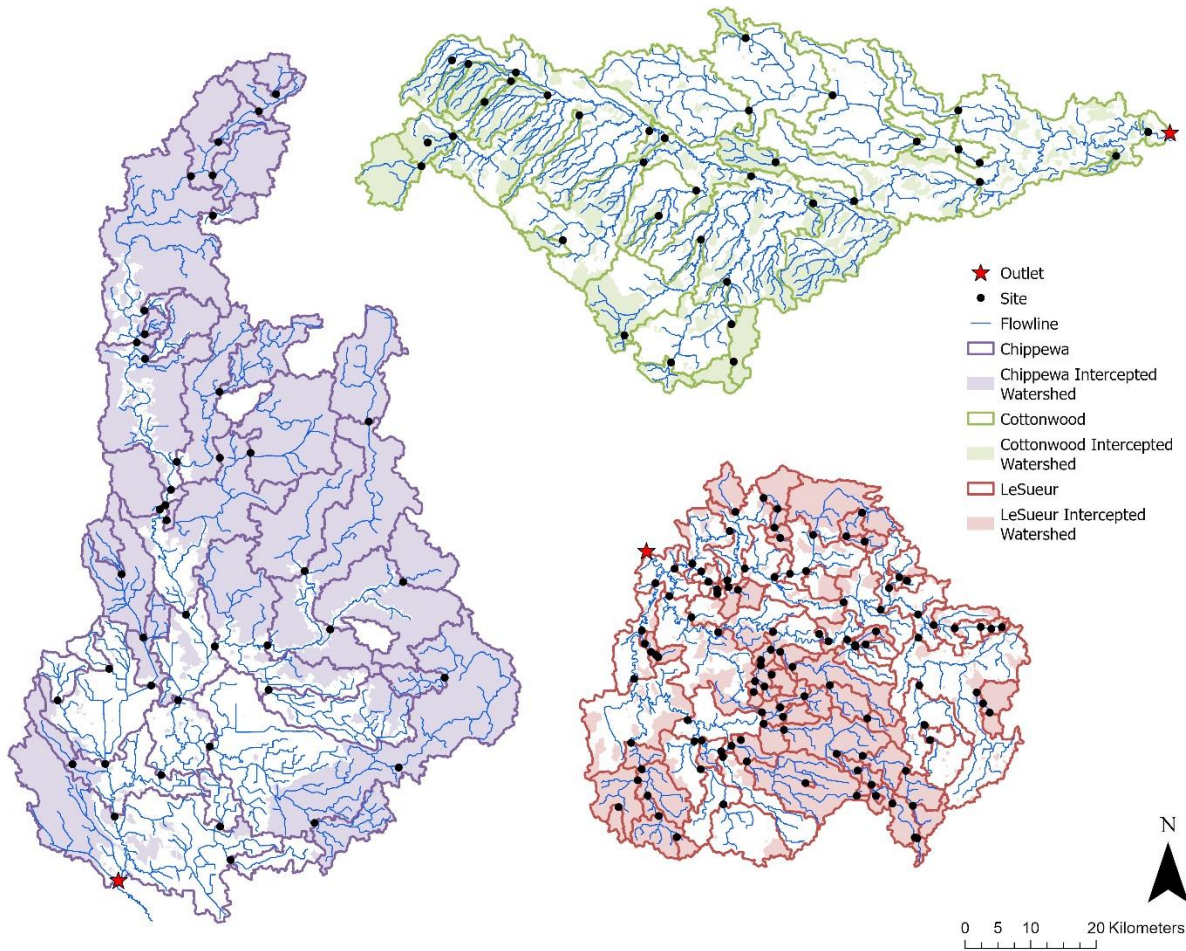 Outlet
Site
Flowline
Chippewa
Chippewa Intercepted
Watershed
Cottonwood
Cottonwood Intercepted
Watershed
LeSueur
LeSueur Intercepted
Watershed
N
0 5 10 20 Kilometers